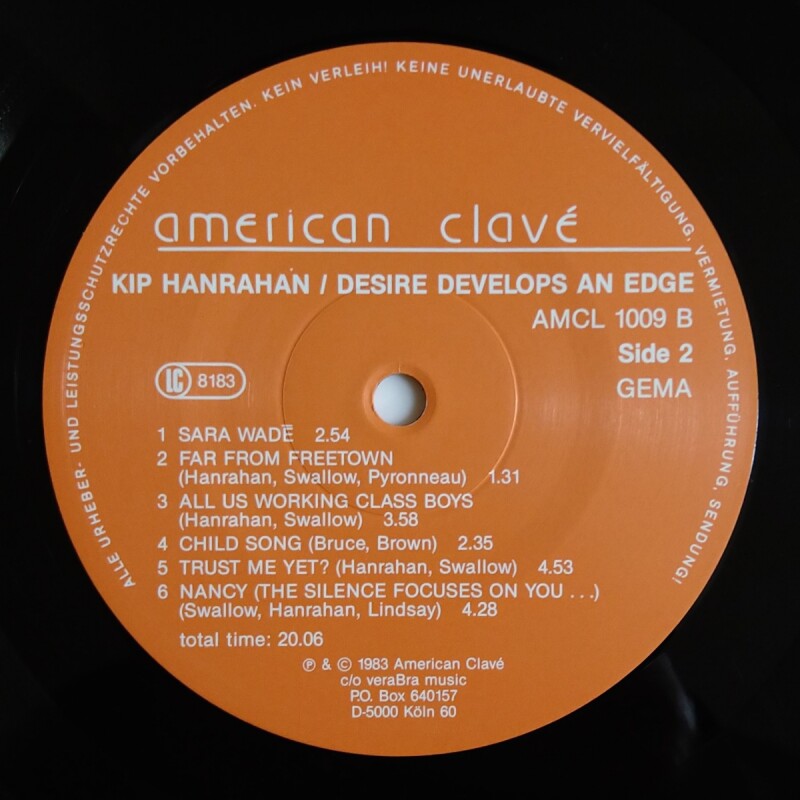 ALLE URHEBER- UND LEISTUNGSSCHUTZRECHTE VORBEHALTEN. KEIN VERLEIH! KEINE UNERLAUBTE VERVIELFÄLTIGUNG, VERMIETUNG, AUFFÜHRUNG, SENDUNG!
american clavé
KIP HANRAHAN / DESIRE DEVELOPS AN EDGE
AMCL 1009 B
Side 2
LC 8183
GEMA
1 SARA WADĒ 2.54
2 FAR FROM FREETOWN
(Hanrahan, Swallow, Pyronneau) 1.31
3 ALL US WORKING CLASS BOYS
(Hanrahan, Swallow) 3.58
4 CHILD SONG (Bruce, Brown) 2.35
5 TRUST ME YET? (Hanrahan, Swallow) 4.53
6 NANCY (THE SILENCE FOCUSES ON YOU ...)
(Swallow, Hanrahan, Lindsay) 4.28
total time: 20.06
℗ & © 1983 American Clavé
c/o veraBra music
P.O. Box 640157
D-5000 Köln 60